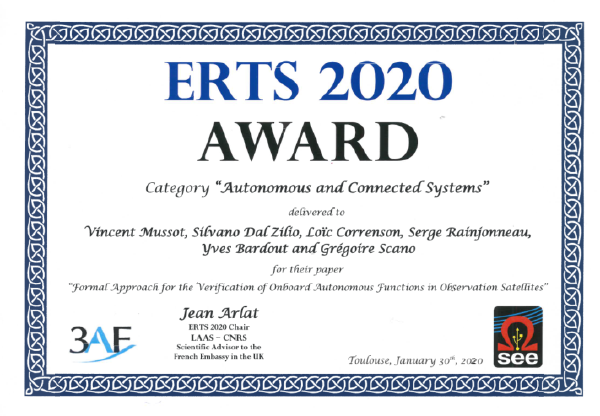 ERTS 2020
AWARD
Category “Autonomous and Connected Systems”
delivered to
Vincent Mussot, Silvano Dal Zilio, Loïc Correnson, Serge Rainjonneau,
Yves Bardout and Grégoire Scano
for their paper
“Formal Approach for the Verification of Onboard Autonomous Functions in Observation Satellites”
Jean Arlat
ERTS 2020 Chair
LAAS – CNRS
Scientific Advisor to the
French Embassy in the UK
3AF
Toulouse, January 30th, 2020
see